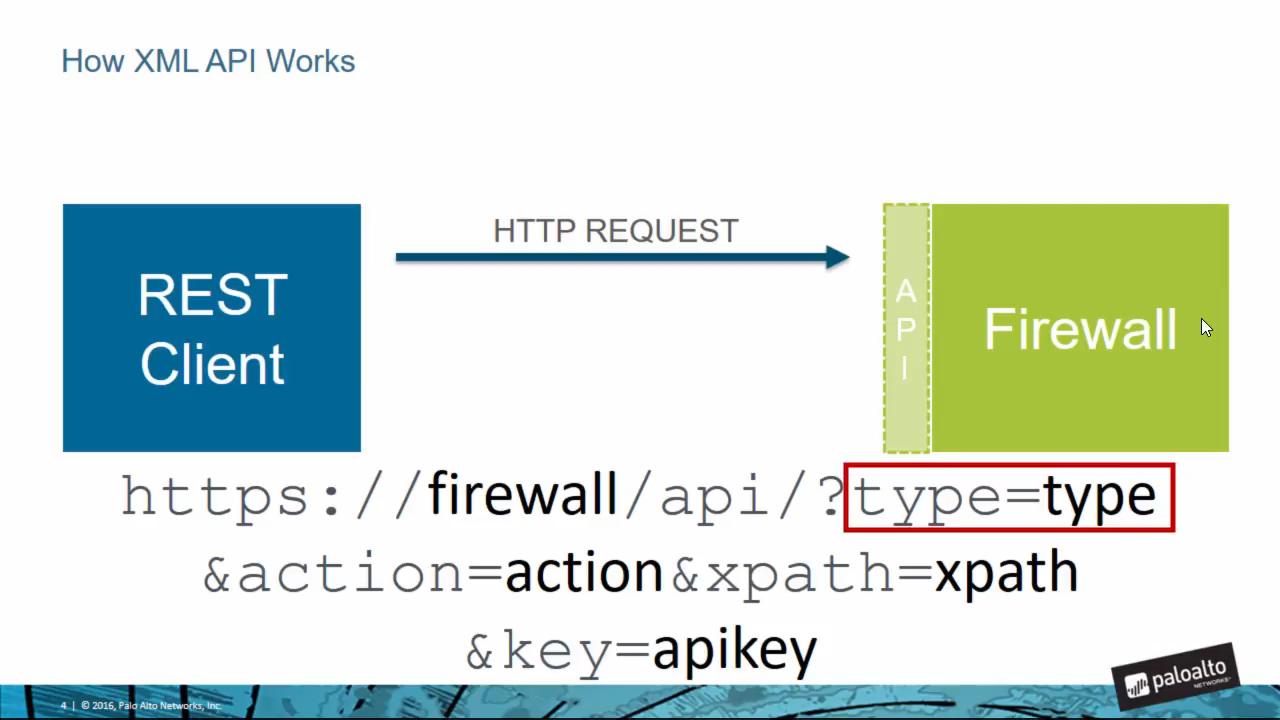 How XML API Works
HTTP REQUEST
REST
Client
A
P
I
Firewall
https://firewall/api/?type=type
&action=action&xpath=xpath
&key=apikey
4 | © 2016, Palo Alto Networks, Inc.
paloalto
NETWORKS